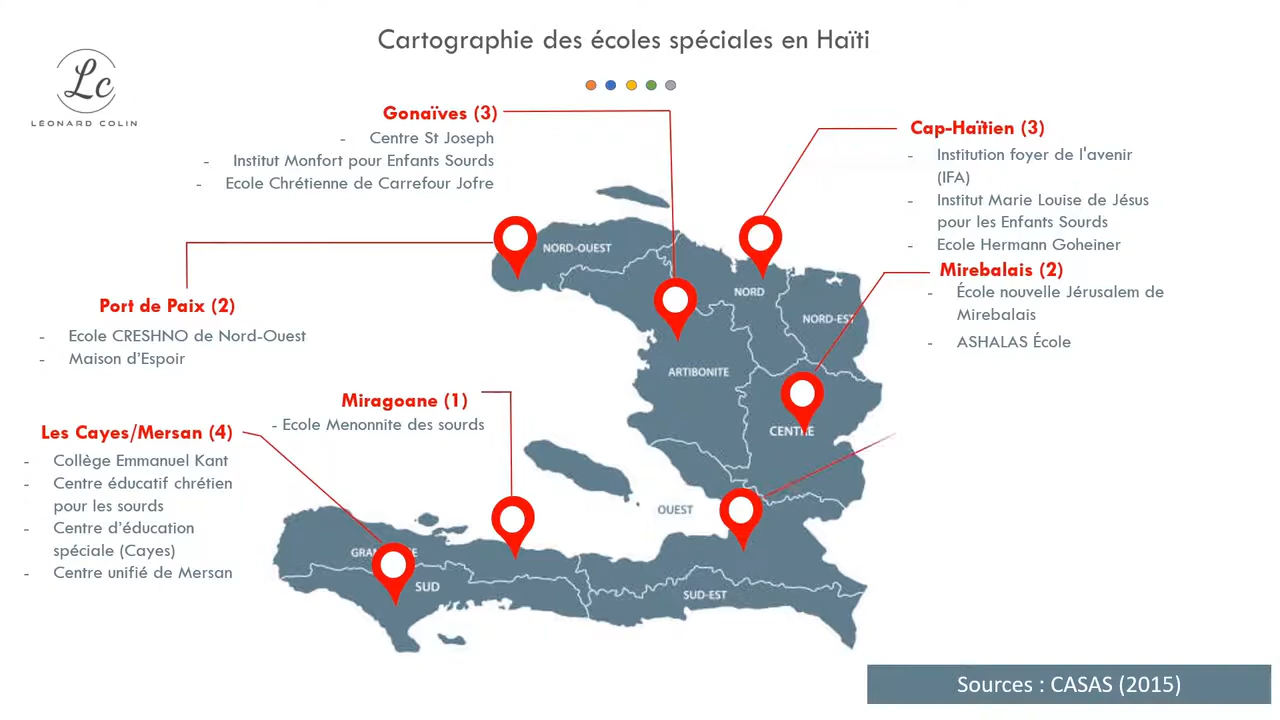 Cartographie des écoles spéciales en Haïti
Lc
LÉONARD COLIN
Gonaïves (3)
- Centre St Joseph
- Institut Monfort pour Enfants Sourds
- Ecole Chrétienne de Carrefour Jofre
Cap-Haïtien (3)
- Institution foyer de l'avenir
(IFA)
- Institut Marie Louise de Jésus
pour les Enfants Sourds
- Ecole Hermann Goheiner
Mirebalais (2)
- École nouvelle Jérusalem de
Mirebalais
- ASHALAS École
Port de Paix (2)
- Ecole CRESHNO de Nord-Ouest
- Maison d’Espoir
Miragoane (1)
- Ecole Menonnite des sourds
Les Cayes/Mersan (4)
- Collège Emmanuel Kant
- Centre éducatif chrétien
pour les sourds
- Centre d’éducation
spéciale (Cayes)
- Centre unifié de Mersan
NORD-OUEST
NORD
NORD-EST
ARTIBONITE
CENTRE
OUEST
SUD
SUD-EST
Sources : CASAS (2015)